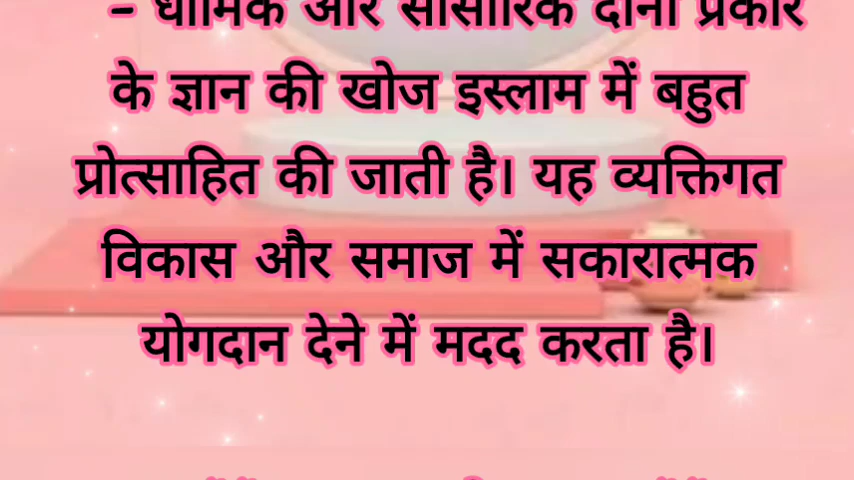 - धार्मिक और सांसारिक दोनों प्रकार
के ज्ञान की खोज इस्लाम में बहुत
प्रोत्साहित की जाती है। यह व्यक्तिगत
विकास और समाज में सकारात्मक
योगदान देने में मदद करता है।